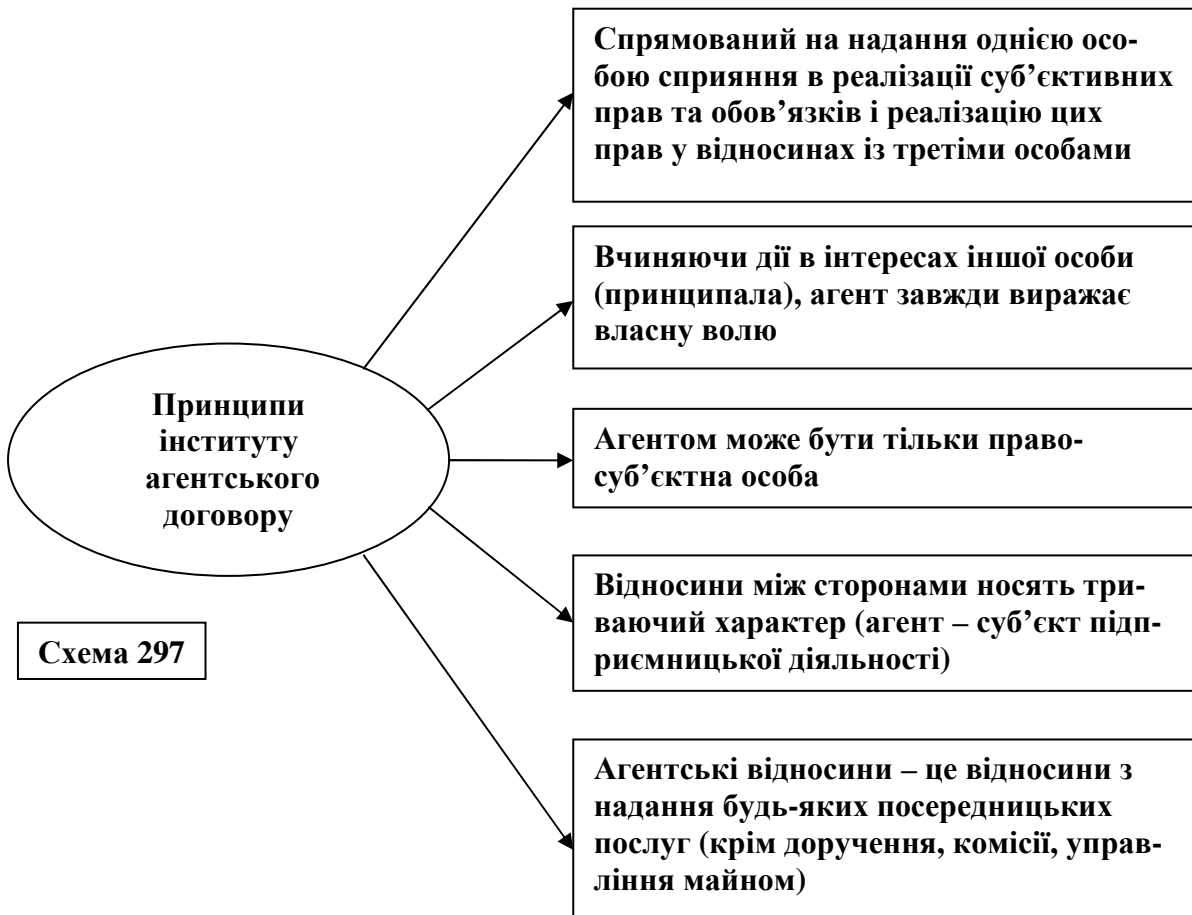 Спрямований на надання однією осо-
бою сприяння в реалізації суб’єктивних
прав та обов’язків і реалізацію цих
прав у відносинах із третіми особами
Вчиняючи дії в інтересах іншої особи
(принципала), агент завжди виражає
власну волю
Принципи
інституту
агентського
договору
Агентом може бути тільки право-
суб’єктна особа
Відносини між сторонами носять три-
ваючий характер (агент – суб’єкт підп-
риємницької діяльності)
Схема 297
Агентські відносини – це відносини з
надання будь-яких посередницьких
послуг (крім доручення, комісії, управ-
ління майном)